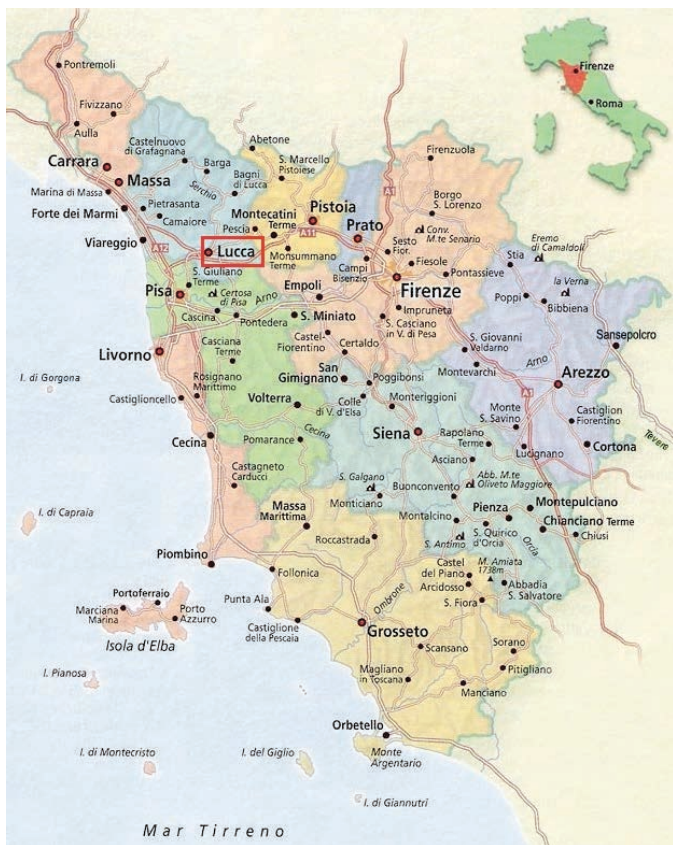 Pontremoli
Firenze
Roma
Fivizzano
Aulla
Castelnuovo
di Grafagnana
Abetone
Firenzuola
Barga
S. Marcello
Pistoiese
Carrara
Massa
Serchio
Bagni
di Lucca
A1
Marina di Massa
Pietrasanta
Borgo
S. Lorenzo
Forte dei Marmi
Camaiore
Montecatini
Terme
Pistoia
Pescia
Prato
Conv.
M.te Senario
Viareggio
A12
A11
Lucca
Monsummano
Terme
Sesto
Fior.
Fiesole
Stia
Eremo
di Camaldoli
S. Giuliano
Terme
Campi
Bisenzio
Pontassieve
la Verna
Pisa
Certosa
di Pisa
Arno
Empoli
Firenze
Poppi
Bibbiena
Cascina
Pontedera
S. Miniato
Impruneta
S. Casciano
in V. di Pesa
Castel-
Fiorentino
Certaldo
S. Giovanni
Valdarno
Sansepolcro
Livorno
Casciana
Terme
Arno
I. di Gorgona
Rosignano
Marittimo
San
Gimignano
Poggibonsi
Montevarchi
Arezzo
Castiglioncello
Volterra
Colle
di V. d'Elsa
Monteriggioni
A1
Monte
S. Savino
Castiglion
Fiorentino
Cecina
Pomarance
Cecina
Siena
Rapolano
Terme
Lucignano
Cortona
Tevere
Asciano
Castagneto
Carducci
S. Galgano
Buonconvento
Abb. M.te
Oliveto Maggiore
Monticiano
I. di Capraia
Massa
Marittima
Montalcino
Pienza
Montepulciano
Roccastrada
S. Antimo
S. Quirico
d'Orcia
Orcia
Chianciano Terme
Chiusi
Piombino
Follonica
Castel
del Piano
M. Amiata
1738m
Arcidosso
Abbadia
S. Salvatore
Portoferraio
Marciana
Marina
Porto
Azzurro
Punta Ala
Ombrone
S. Fiora
Isola d'Elba
Castiglione
della Pescaia
Grosseto
Scansano
Sorano
I. Pianosa
Magliano
in Toscana
Pitigliano
Manciano
Orbetello
I. di Montecristo
I. del Giglio
Monte
Argentario
I. di Giannutri
Mar Tirreno